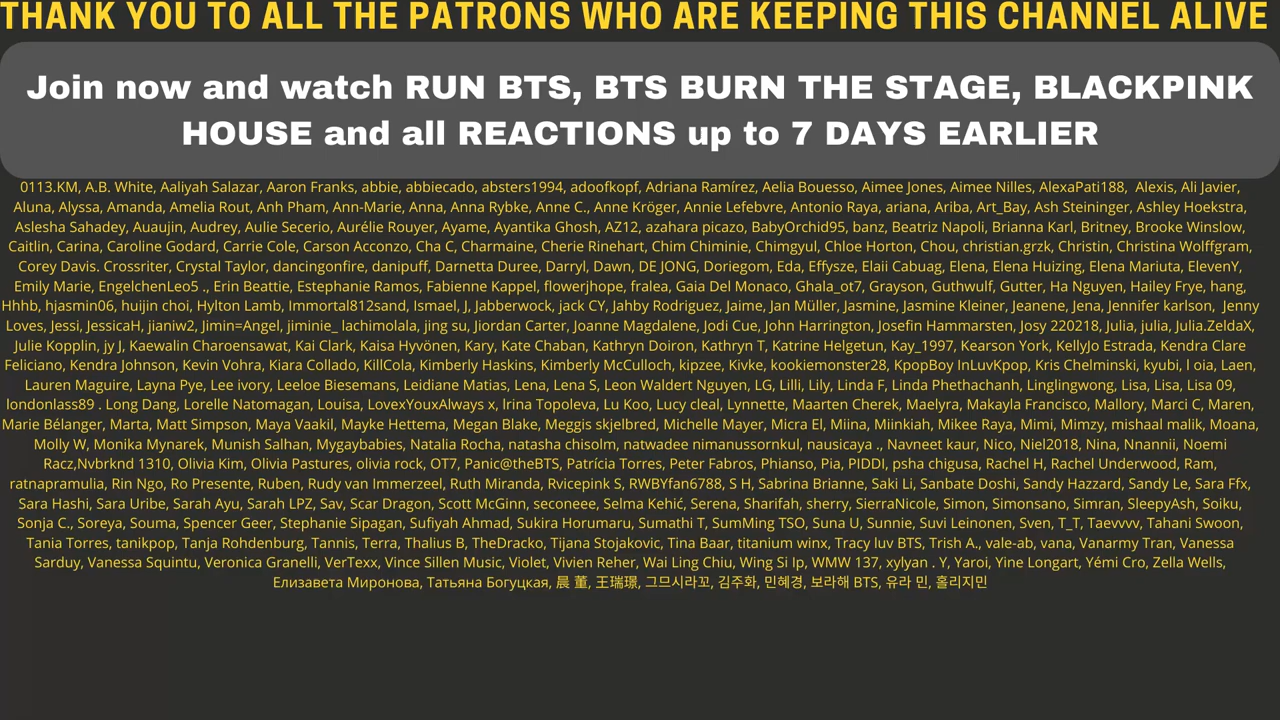 THANK YOU TO ALL THE PATRONS WHO ARE KEEPING THIS CHANNEL ALIVE
Join now and watch RUN BTS, BTS BURN THE STAGE, BLACKPINK
HOUSE and all REACTIONS up to 7 DAYS EARLIER
0113.KM, A.B. White, Aaliyah Salazar, Aaron Franks, abbie, abbiecado, absters1994, adoofkopf, Adriana Ramírez, Aelia Bouesso, Aimee Jones, Aimee Nilles, AlexaPati188,  Alexis, Ali Javier,
Aluna, Alyssa, Amanda, Amelia Rout, Anh Pham, Ann-Marie, Anna, Anna Rybke, Anne C., Anne Kröger, Annie Lefebvre, Antonio Raya, ariana, Ariba, Art_Bay, Ash Steininger, Ashley Hoekstra,
Aslesha Sahadey, Auaujin, Audrey, Aulie Secerio, Aurélie Rouyer, Ayame, Ayantika Ghosh, AZ12, azahara picazo, BabyOrchid95, banz, Beatriz Napoli, Brianna Karl, Britney, Brooke Winslow,
Caitlin, Carina, Caroline Godard, Carrie Cole, Carson Acconzo, Cha C, Charmaine, Cherie Rinehart, Chim Chiminie, Chimgyul, Chloe Horton, Chou, christian.grzk, Christin, Christina Wolffgram,
Corey Davis. Crossriter, Crystal Taylor, dancingonfire, danipuff, Darnetta Duree, Darryl, Dawn, DE JONG, Doriegom, Eda, Effysze, Elaii Cabuag, Elena, Elena Huizing, Elena Mariuta, ElevenY,
Emily Marie, EngelchenLeo5 ., Erin Beattie, Estephanie Ramos, Fabienne Kappel, flowerjhope, fralea, Gaia Del Monaco, Ghala_ot7, Grayson, Guthwulf, Gutter, Ha Nguyen, Hailey Frye, hang,
Hhhb, hjasmin06, huijin choi, Hylton Lamb, Immortal812sand, Ismael, J, Jabberwock, jack CY, Jahby Rodriguez, Jaime, Jan Müller, Jasmine, Jasmine Kleiner, Jeanene, Jena, Jennifer karlson,  Jenny
Loves, Jessi, JessicaH, jianiw2, Jimin=Angel, jiminie_ lachimolala, jing su, Jiordan Carter, Joanne Magdalene, Jodi Cue, John Harrington, Josefin Hammarsten, Josy 220218, Julia, julia, Julia.ZeldaX,
Julie Kopplin, jy J, Kaewalin Charoensawat, Kai Clark, Kaisa Hyvönen, Kary, Kate Chaban, Kathryn Doiron, Kathryn T, Katrine Helgetun, Kay_1997, Kearson York, KellyJo Estrada, Kendra Clare
Feliciano, Kendra Johnson, Kevin Vohra, Kiara Collado, KillCola, Kimberly Haskins, Kimberly McCulloch, kipzee, Kivke, kookiemonster28, KpopBoy InLuvKpop, Kris Chelminski, kyubi, l oia, Laen,
Lauren Maguire, Layna Pye, Lee ivory, Leeloe Biesemans, Leidiane Matias, Lena, Lena S, Leon Waldert Nguyen, LG, Lilli, Lily, Linda F, Linda Phethachanh, Linglingwong, Lisa, Lisa, Lisa 09,
londonlass89 . Long Dang, Lorelle Natomagan, Louisa, LovexYouxAlways x, lrina Topoleva, Lu Koo, Lucy cleal, Lynnette, Maarten Cherek, Maelyra, Makayla Francisco, Mallory, Marci C, Maren,
Marie Bélanger, Marta, Matt Simpson, Maya Vaakil, Mayke Hettema, Megan Blake, Meggis skjelbred, Michelle Mayer, Micra El, Miina, Miinkiah, Mikee Raya, Mimi, Mimzy, mishaal malik, Moana,
Molly W, Monika Mynarek, Munish Salhan, Mygaybabies, Natalia Rocha, natasha chisolm, natwadee nimanussornkul, nausicaya ., Navneet kaur, Nico, Niel2018, Nina, Nnannii, Noemi
Racz,Nvbrknd 1310, Olivia Kim, Olivia Pastures, olivia rock, OT7, Panic@theBTS, Patrícia Torres, Peter Fabros, Phianso, Pia, PIDDI, psha chigusa, Rachel H, Rachel Underwood, Ram,
ratnapramulia, Rin Ngo, Ro Presente, Ruben, Rudy van Immerzeel, Ruth Miranda, Rvicepink S, RWBYfan6788, S H, Sabrina Brianne, Saki Li, Sanbate Doshi, Sandy Hazzard, Sandy Le, Sara Ffx,
Sara Hashi, Sara Uribe, Sarah Ayu, Sarah LPZ, Sav, Scar Dragon, Scott McGinn, seconeee, Selma Kehić, Serena, Sharifah, sherry, SierraNicole, Simon, Simonsano, Simran, SleepyAsh, Soiku,
Sonja C., Soreya, Souma, Spencer Geer, Stephanie Sipagan, Sufiyah Ahmad, Sukira Horumaru, Sumathi T, SumMing TSO, Suna U, Sunnie, Suvi Leinonen, Sven, T_T, Taevvvv, Tahani Swoon,
Tania Torres, tanikpop, Tanja Rohdenburg, Tannis, Terra, Thalius B, TheDracko, Tijana Stojakovic, Tina Baar, titanium winx, Tracy luv BTS, Trish A., vale-ab, vana, Vanarmy Tran, Vanessa
Sarduy, Vanessa Squintu, Veronica Granelli, VerTexx, Vince Sillen Music, Violet, Vivien Reher, Wai Ling Chiu, Wing Si Ip, WMW 137, xylyan . Y, Yaroi, Yine Longart, Yémi Cro, Zella Wells,
Елизавета Миронова, Татьяна Богуцкая, 晨 董, 王瑞璟, 그므시라꼬, 김주화, 민혜경, 보라해 BTS, 유라 민, 홀리지민